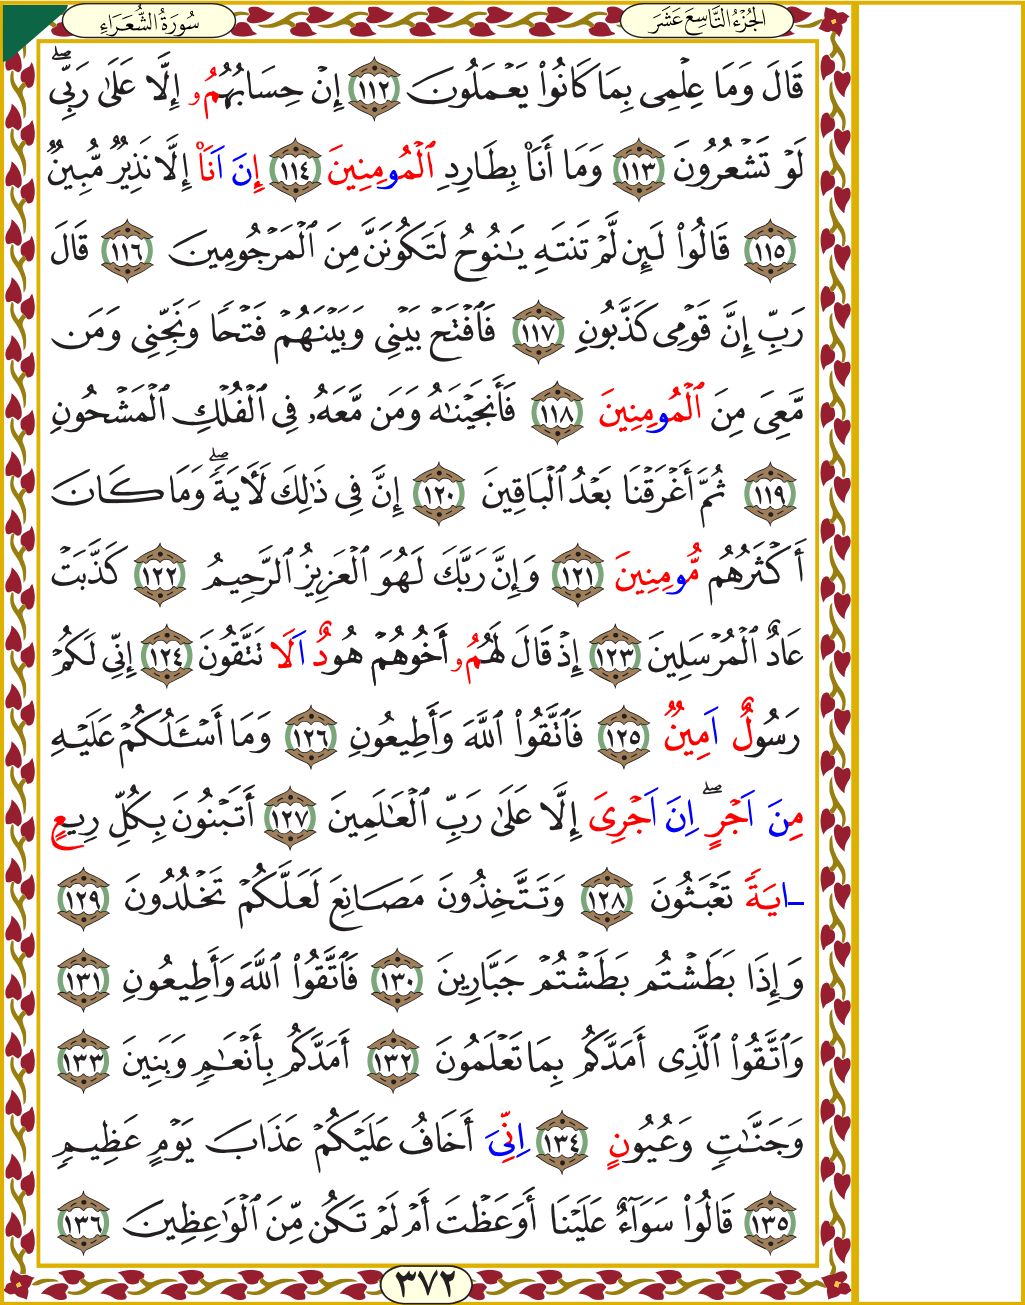 الجُزْءُ التَّاسِعَ عَشَرَ
سُورَةُ الشُّعَرَاءِ
قَالَ وَمَا عِلْمِى بِمَا كَانُواْ يَعْمَلُونَ ١١٢ إِنْ حِسَابُهُمُۥ إِلَّا عَلَىٰ رَبِّىۖ
لَوْ تَشْعُرُونَ ١١٣ وَمَا أَنَاْ بِطَارِدِ ٱلْمُومِنِينَ ١١٤ إِنَ اَنَاْ إِلَّا نَذِيرٌ مُّبِينٌ
١١٥ قَالُواْ لَئِن لَّمْ تَنتَهِ يَٰنُوحُ لَتَكُونَنَّ مِنَ ٱلْمَرْجُومِينَ ١١٦ قَالَ
رَبِّ إِنَّ قَوْمِى كَذَّبُونِ ١١٧ فَٱفْتَحْ بَيْنِى وَبَيْنَهُمْ فَتْحًا وَنَجِّنِى وَمَن
مَّعِىَ مِنَ ٱلْمُومِنِينَ ١١٨ فَأَنجَيْنَٰهُ وَمَن مَّعَهُۥ فِى ٱلْفُلْكِ ٱلْمَشْحُونِ
١١٩ ثُمَّ أَغْرَقْنَا بَعْدُ ٱلْبَاقِينَ ١٢٠ إِنَّ فِى ذَٰلِكَ لَأٓيَةًۖ وَمَا كَانَ
أَكْثَرُهُم مُّومِنِينَ ١٢١ وَإِنَّ رَبَّكَ لَهُوَ ٱلْعَزِيزُ ٱلرَّحِيمُ ١٢٢ كَذَّبَتْ
عَادٌ ٱلْمُرْسَلِينَ ١٢٣ إِذْ قَالَ لَهُمُۥ أَخُوهُمْ هُودٌ اَلَا تَتَّقُونَ ١٢٤ إِنِّى لَكُمْ
رَسُولٌ اَمِينٌ ١٢٥ فَٱتَّقُواْ ٱللَّهَ وَأَطِيعُونِ ١٢٦ وَمَا أَسْـَٔلُكُمْ عَلَيْهِ
مِنَ اَجْرٍۖ اِنَ اَجْرِىَ إِلَّا عَلَىٰ رَبِّ ٱلْعَٰلَمِينَ ١٢٧ أَتَبْنُونَ بِكُلِّ رِيعٍ
ـايَةً تَعْبَثُونَ ١٢٨ وَتَتَّخِذُونَ مَصَانِعَ لَعَلَّكُمْ تَخْلُدُونَ ١٢٩
وَإِذَا بَطَشْتُم بَطَشْتُمْ جَبَّارِينَ ١٣٠ فَٱتَّقُواْ ٱللَّهَ وَأَطِيعُونِ ١٣١
وَٱتَّقُواْ ٱلَّذِى أَمَدَّكُم بِمَا تَعْلَمُونَ ١٣٢ أَمَدَّكُم بِأَنْعَٰمٍ وَبَنِينَ ١٣٣
وَجَنَّٰتٍ وَعُيُونٍ ١٣٤ اِنِّىَ أَخَافُ عَلَيْكُمْ عَذَابَ يَوْمٍ عَظِيمٍ
١٣٥ قَالُواْ سَوَآءٌ عَلَيْنَا أَوَعَظْتَ أَمْ لَمْ تَكُن مِّنَ ٱلْوَٰعِظِينَ ١٣٦
٣٧٢